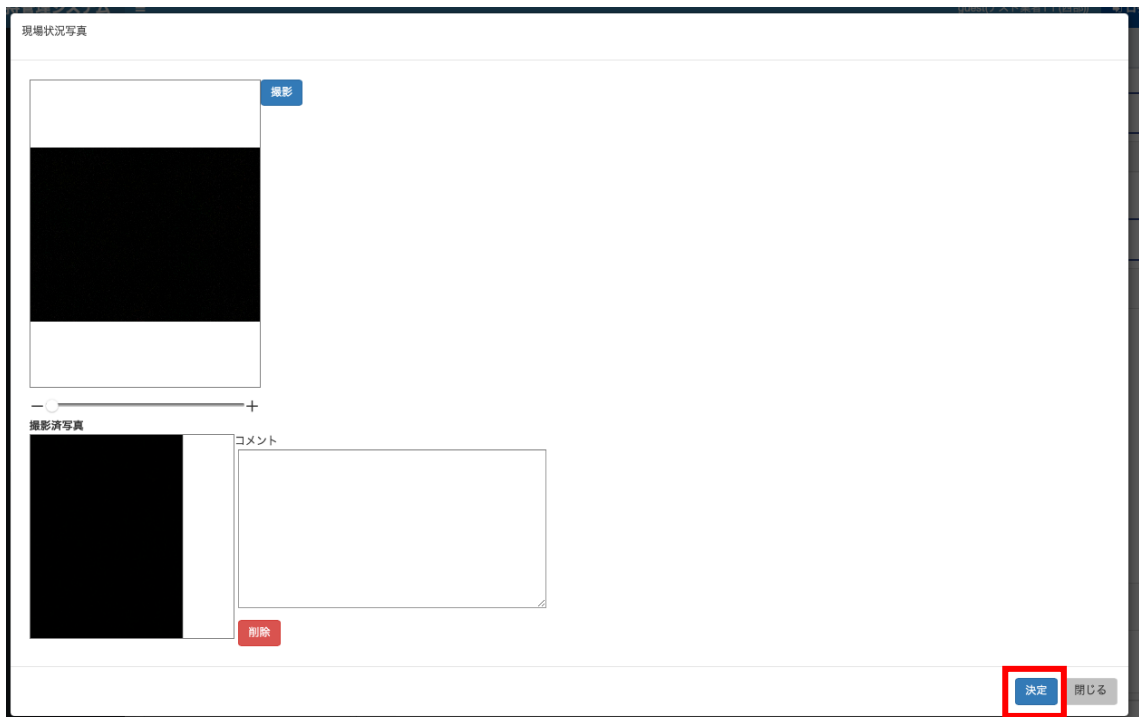 現場状況写真
撮影
撮影済写真
コメント
削除
決定
閉じる